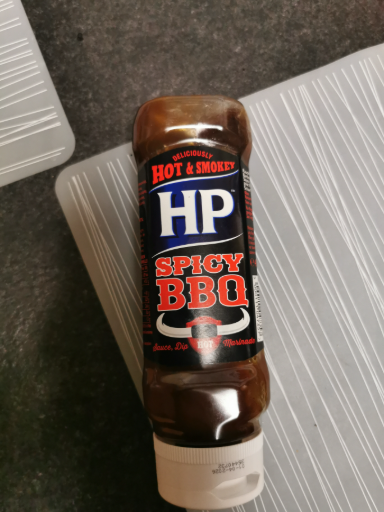 DELICIOUSLY
HOT & SMOKEY
HP
SPICY
BBQ
Sauce, Dip
Marinade